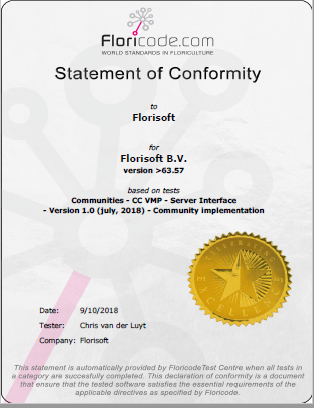 Floricode.com
WORLD STANDARDS IN FLORICULTURE
Statement of Conformity
to
Florisoft
for
Florisoft B.V.
version >63.57
based on tests
Communities - CC VMP - Server Interface
- Version 1.0 (july, 2018) - Community implementation
EXCELLENCE
Date: 9/10/2018
Tester: Chris van der Luyt
Company: Florisoft
This statement is automatically provided by FloricodeTest Centre when all tests in
a category are succesfully completed. This declaration of conformity is a document
that ensure that the tested software satisfies the essential requirements of the
applicable directives as specified by Floricode.